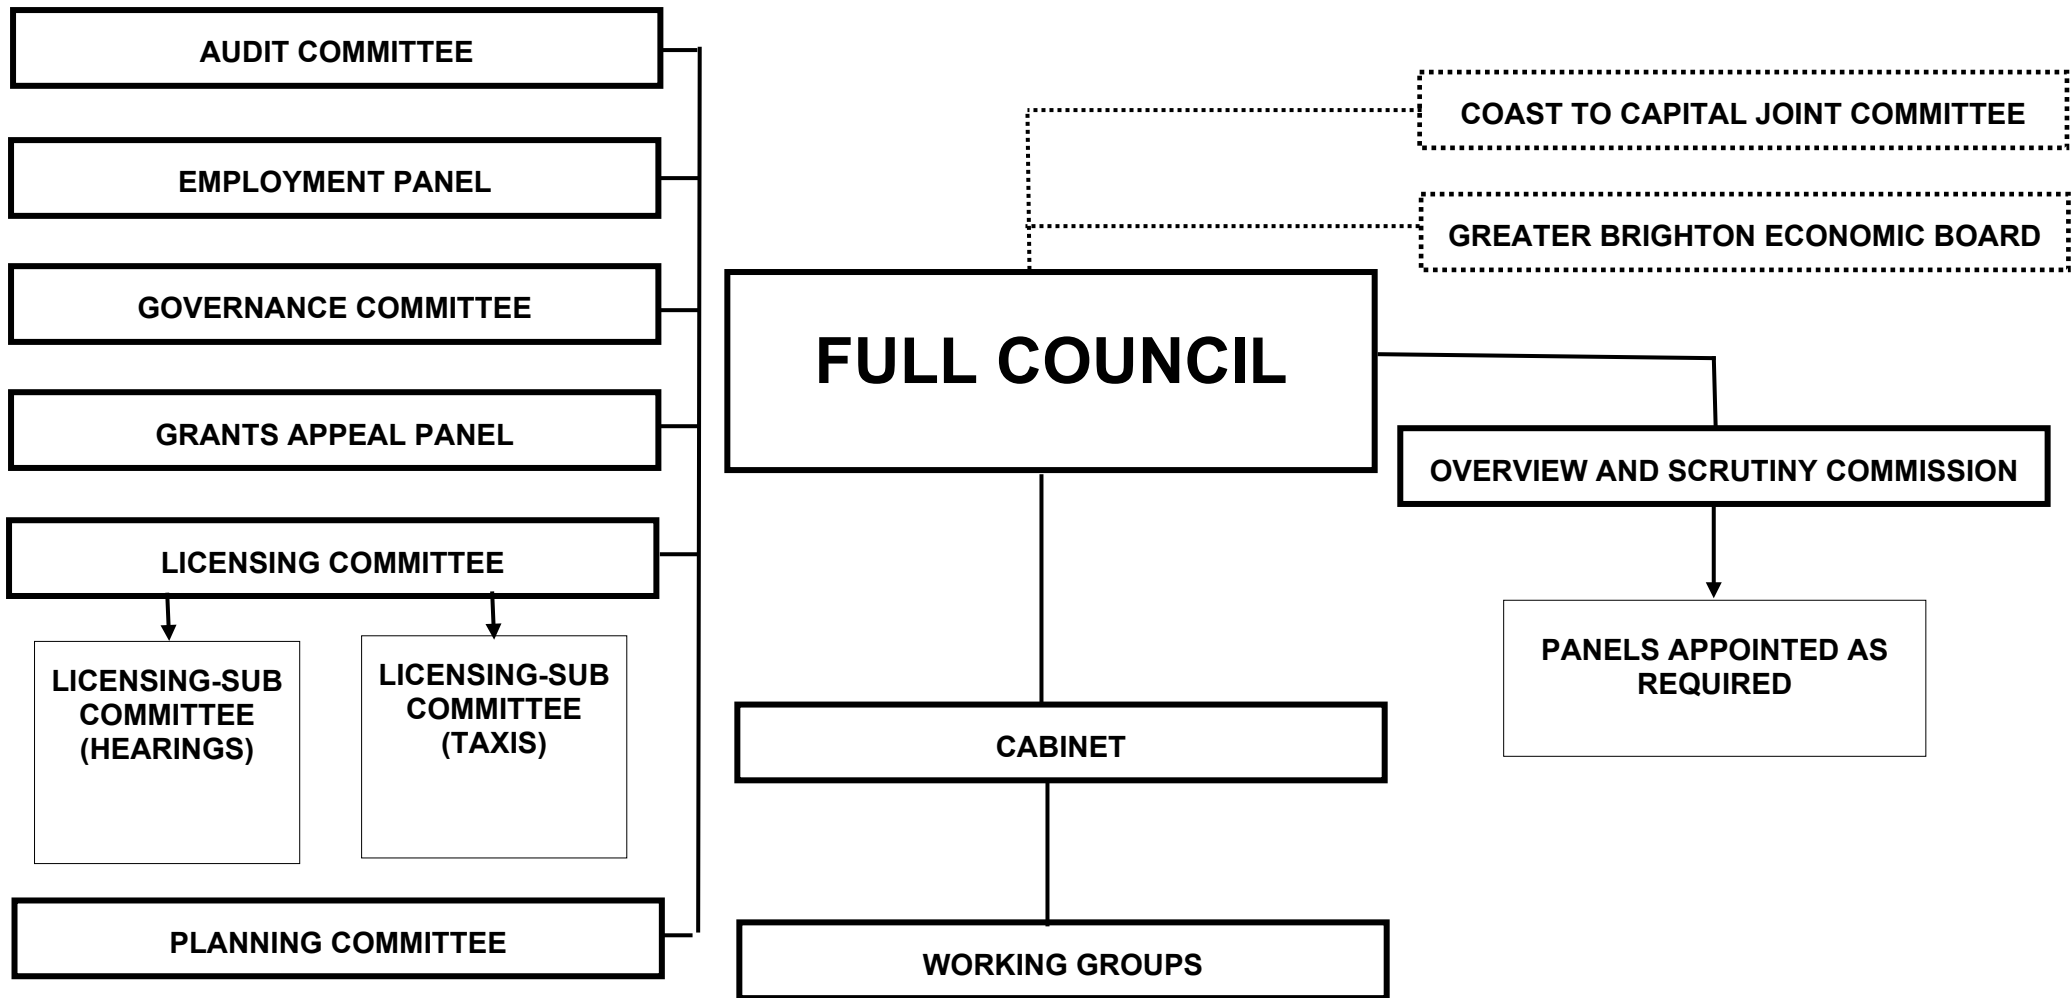 AUDIT COMMITTEE
EMPLOYMENT PANEL
GOVERNANCE COMMITTEE
GRANTS APPEAL PANEL
LICENSING COMMITTEE
LICENSING-SUB
COMMITTEE
(HEARINGS)
LICENSING-SUB
COMMITTEE
(TAXIS)
PLANNING COMMITTEE
COAST TO CAPITAL JOINT COMMITTEE
GREATER BRIGHTON ECONOMIC BOARD
FULL COUNCIL
OVERVIEW AND SCRUTINY COMMISSION
PANELS APPOINTED AS
REQUIRED
CABINET
WORKING GROUPS